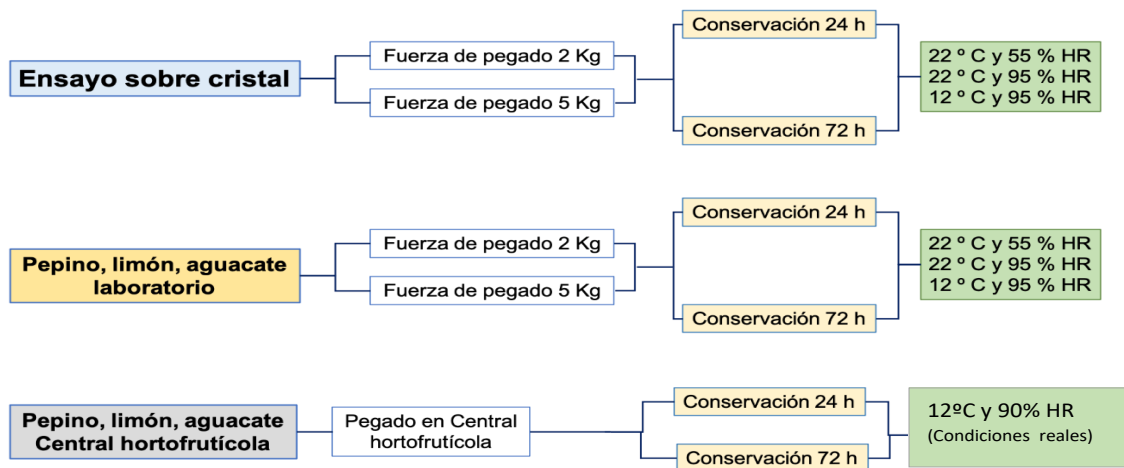 Ensayo sobre cristal
Fuerza de pegado 2 Kg
Fuerza de pegado 5 Kg
Conservación 24 h
Conservación 72 h
22 º C y 55 % HR
22 º C y 95 % HR
12 º C y 95 % HR
Pepino, limón, aguacate
laboratorio
Fuerza de pegado 2 Kg
Fuerza de pegado 5 Kg
Conservación 24 h
Conservación 72 h
22 º C y 55 % HR
22 º C y 95 % HR
12 º C y 95 % HR
Pepino, limón, aguacate
Central hortofrutícola
Pegado en Central
hortofrutícola
Conservación 24 h
Conservación 72 h
12ºC y 90% HR
(Condiciones reales)